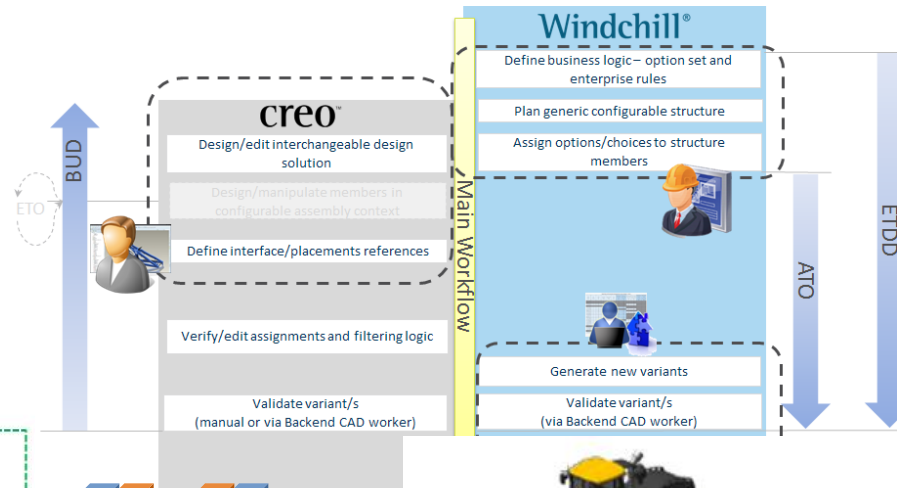 Windchill®
Define business logic – option set and
enterprise rules
Plan generic configurable structure
Assign options/choices to structure
members
creo™
Design/edit interchangeable design
solution
Design/manipulate members in
configurable assembly context
Define interface/placements references
Verify/edit assignments and filtering logic
Validate variant/s
(manual or via Backend CAD worker)
Generate new variants
Validate variant/s
(via Backend CAD worker)
Main Workflow
BUD
ETO
ATO
ETDD